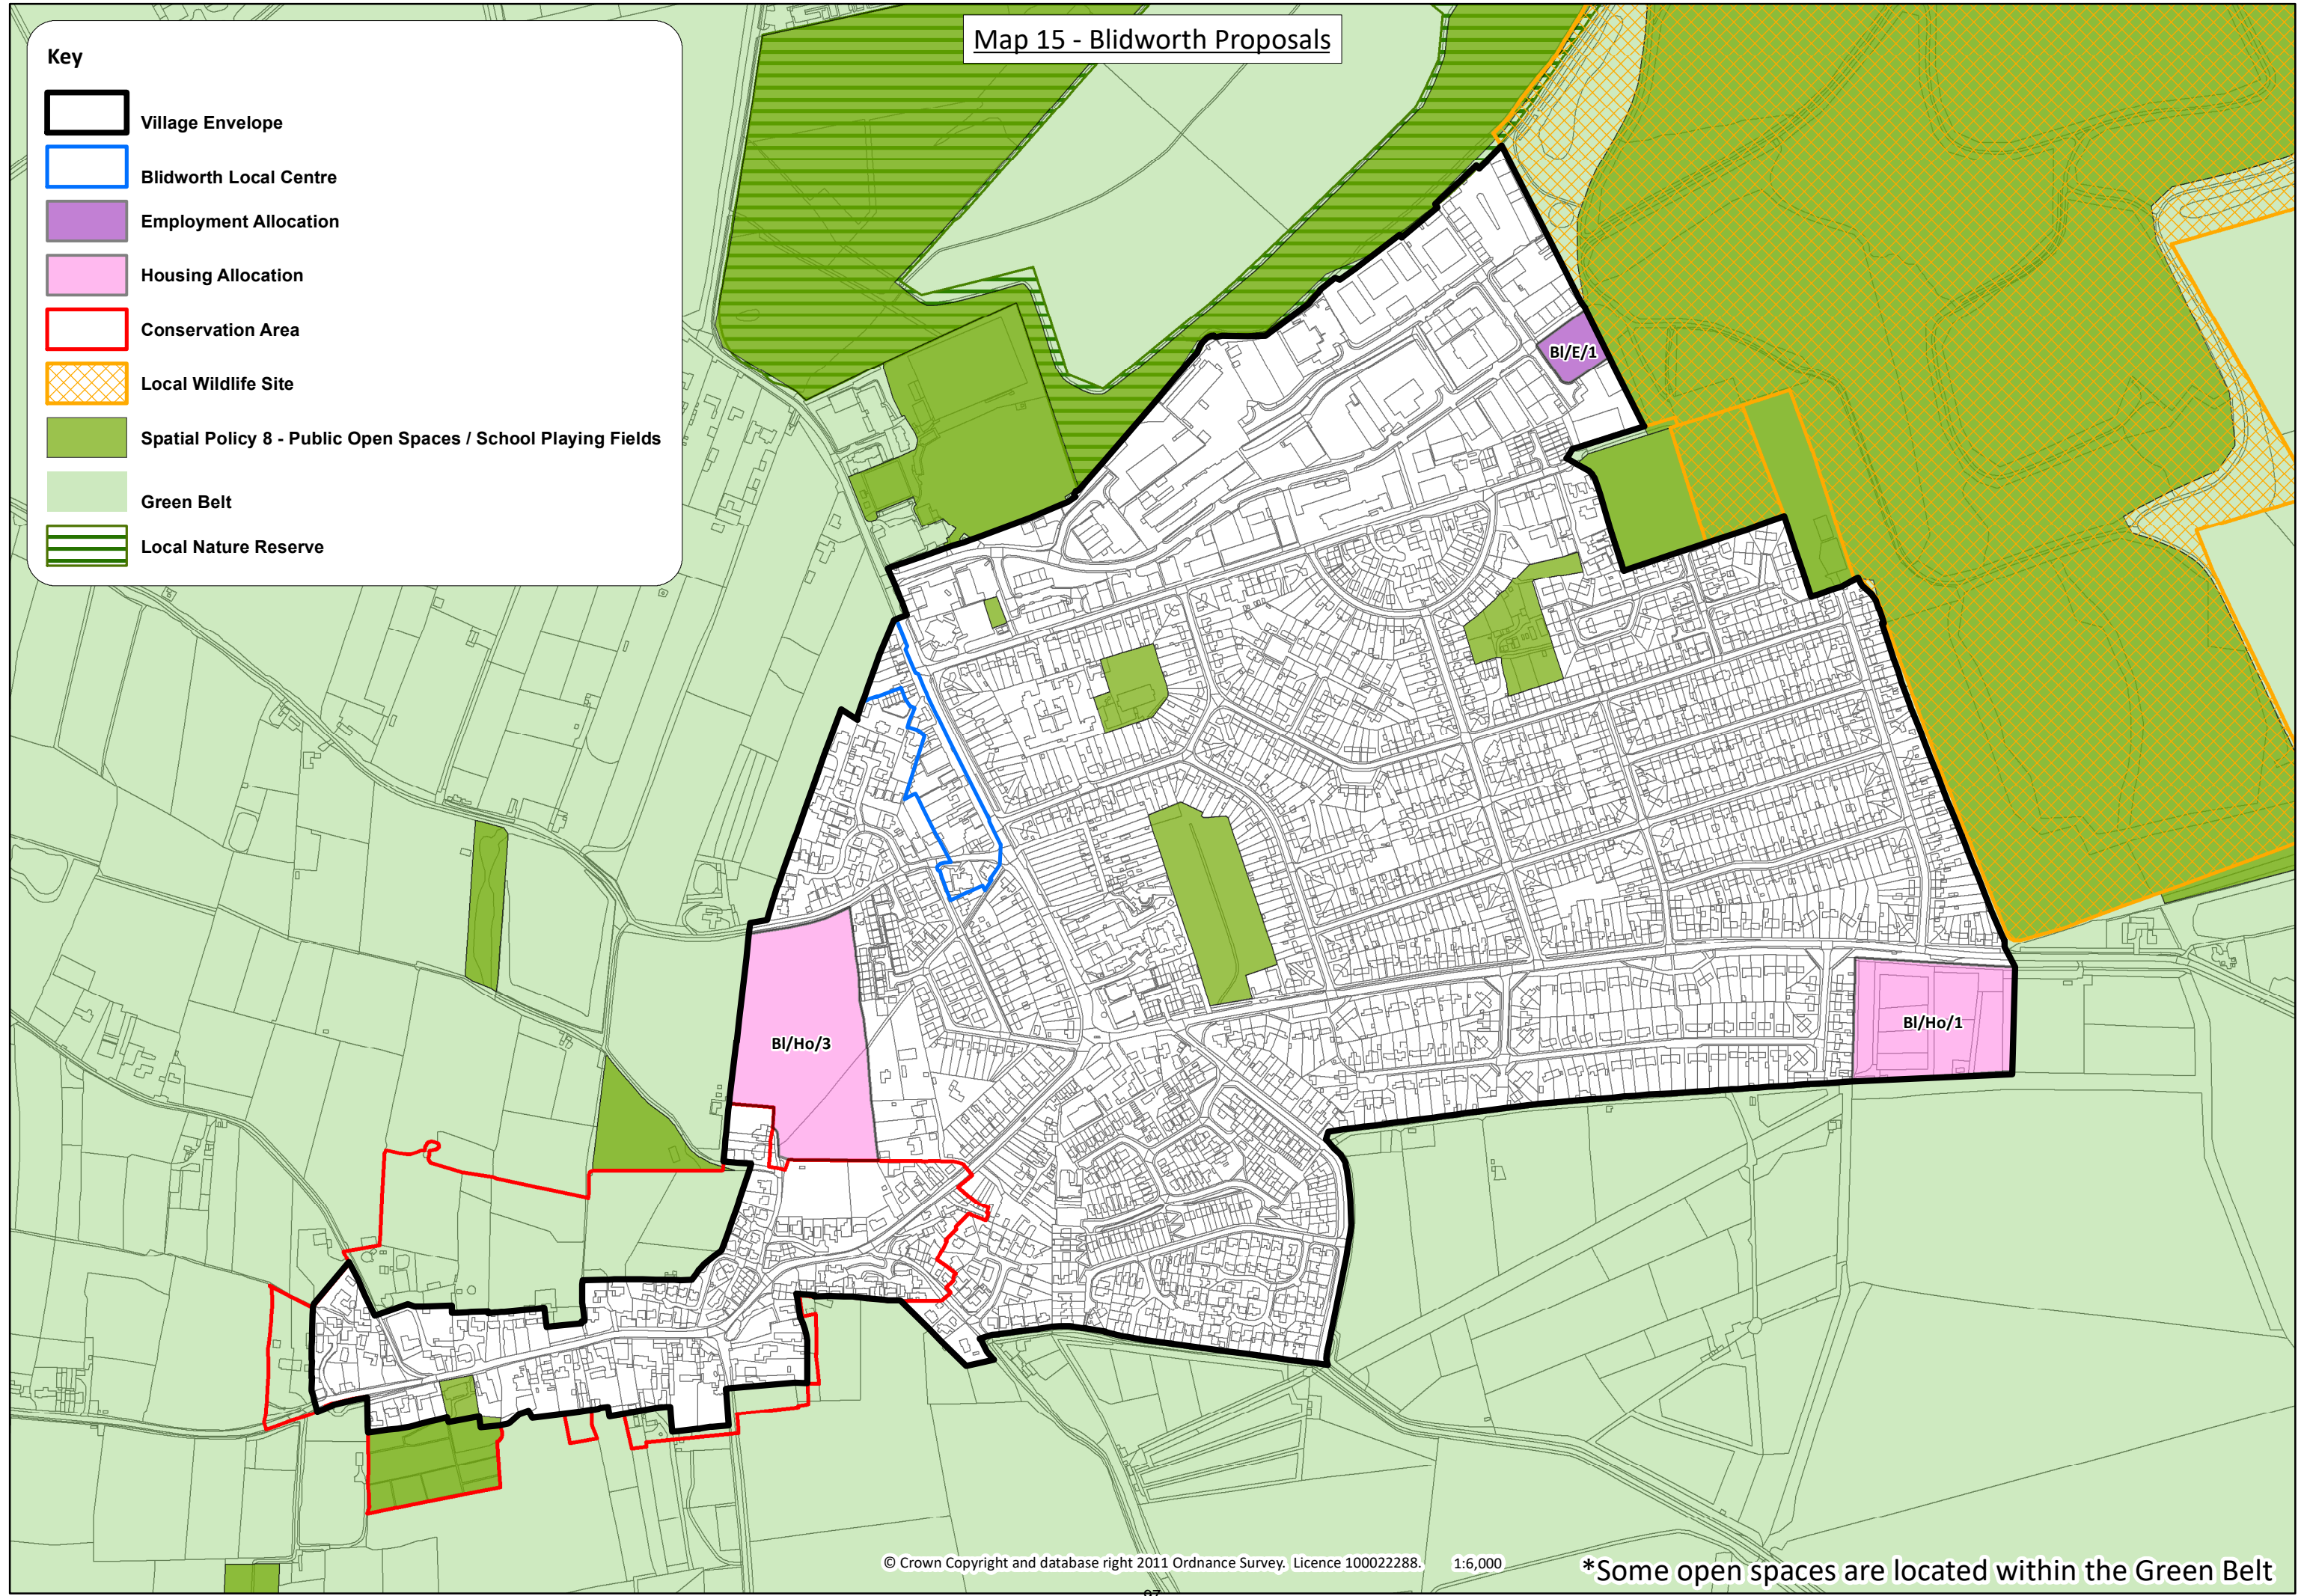 Map 15 - Blidworth Proposals
Key
Village Envelope
Blidworth Local Centre
Employment Allocation
Housing Allocation
Conservation Area
Local Wildlife Site
Spatial Policy 8 - Public Open Spaces / School Playing Fields
Green Belt
Local Nature Reserve
Bl/E/1
Bl/Ho/1
Bl/Ho/3
© Crown Copyright and database right 2011 Ordnance Survey. Licence 100022288.
1:6,000
*Some open spaces are located within the Green Belt